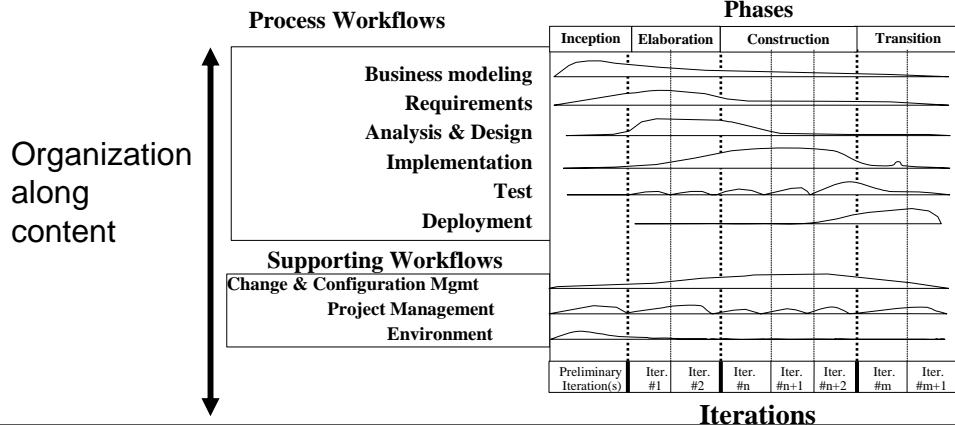 Process Workflows
Phases
Inception Elaboration Construction Transition
Business modeling
Requirements
Analysis & Design
Implementation
Test
Deployment
Organization
along
content
Supporting Workflows
Change & Configuration Mgmt
Project Management
Environment
Preliminary Iter. Iter. Iter. Iter. Iter. Iter. Iter.
Iteration(s) #1 #2 #n #n+1 #n+2 #m #m+1
Iterations